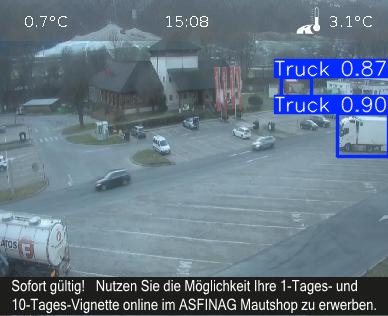 0.7°C 15:08 3.1°C
Truck 0.87
Truck 0.90
Sofort gültig! Nutzen Sie die Möglichkeit Ihre 1-Tages- und
10-Tages-Vignette online im ASFINAG Mautshop zu erwerben.